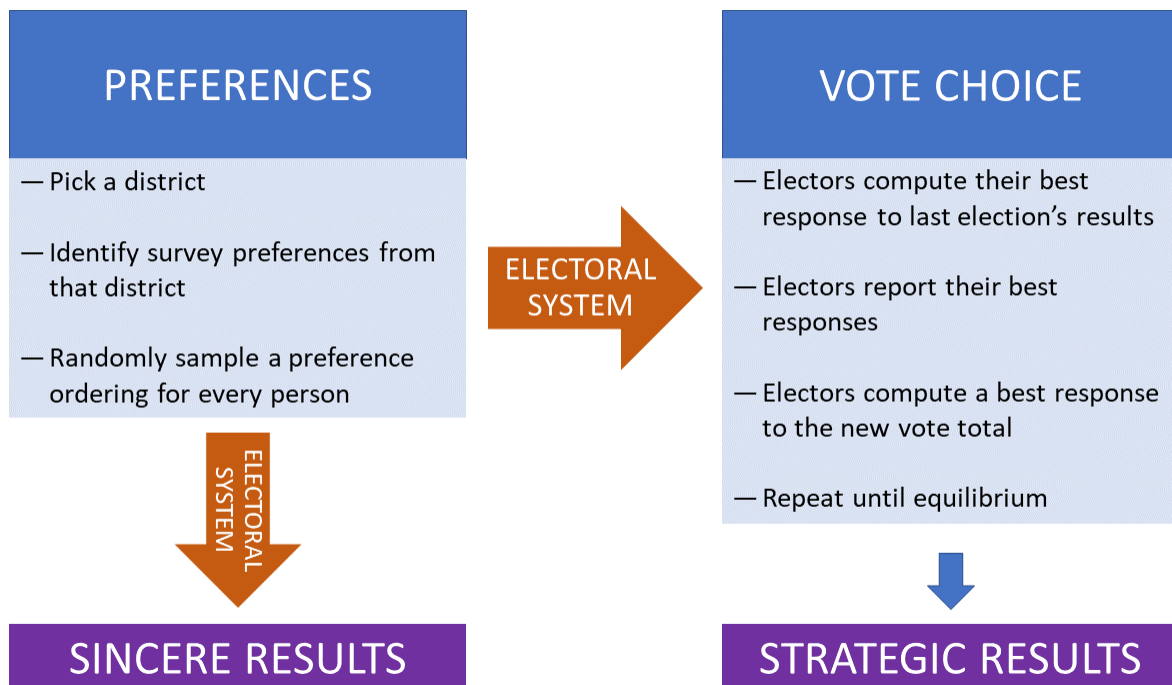 PREFERENCES
— Pick a district
— Identify survey preferences from
that district
— Randomly sample a preference
ordering for every person
ELECTORAL
SYSTEM
SINCERE RESULTS
ELECTORAL
SYSTEM
VOTE CHOICE
— Electors compute their best
response to last election’s results
— Electors report their best
responses
— Electors compute a best response
to the new vote total
— Repeat until equilibrium
STRATEGIC RESULTS